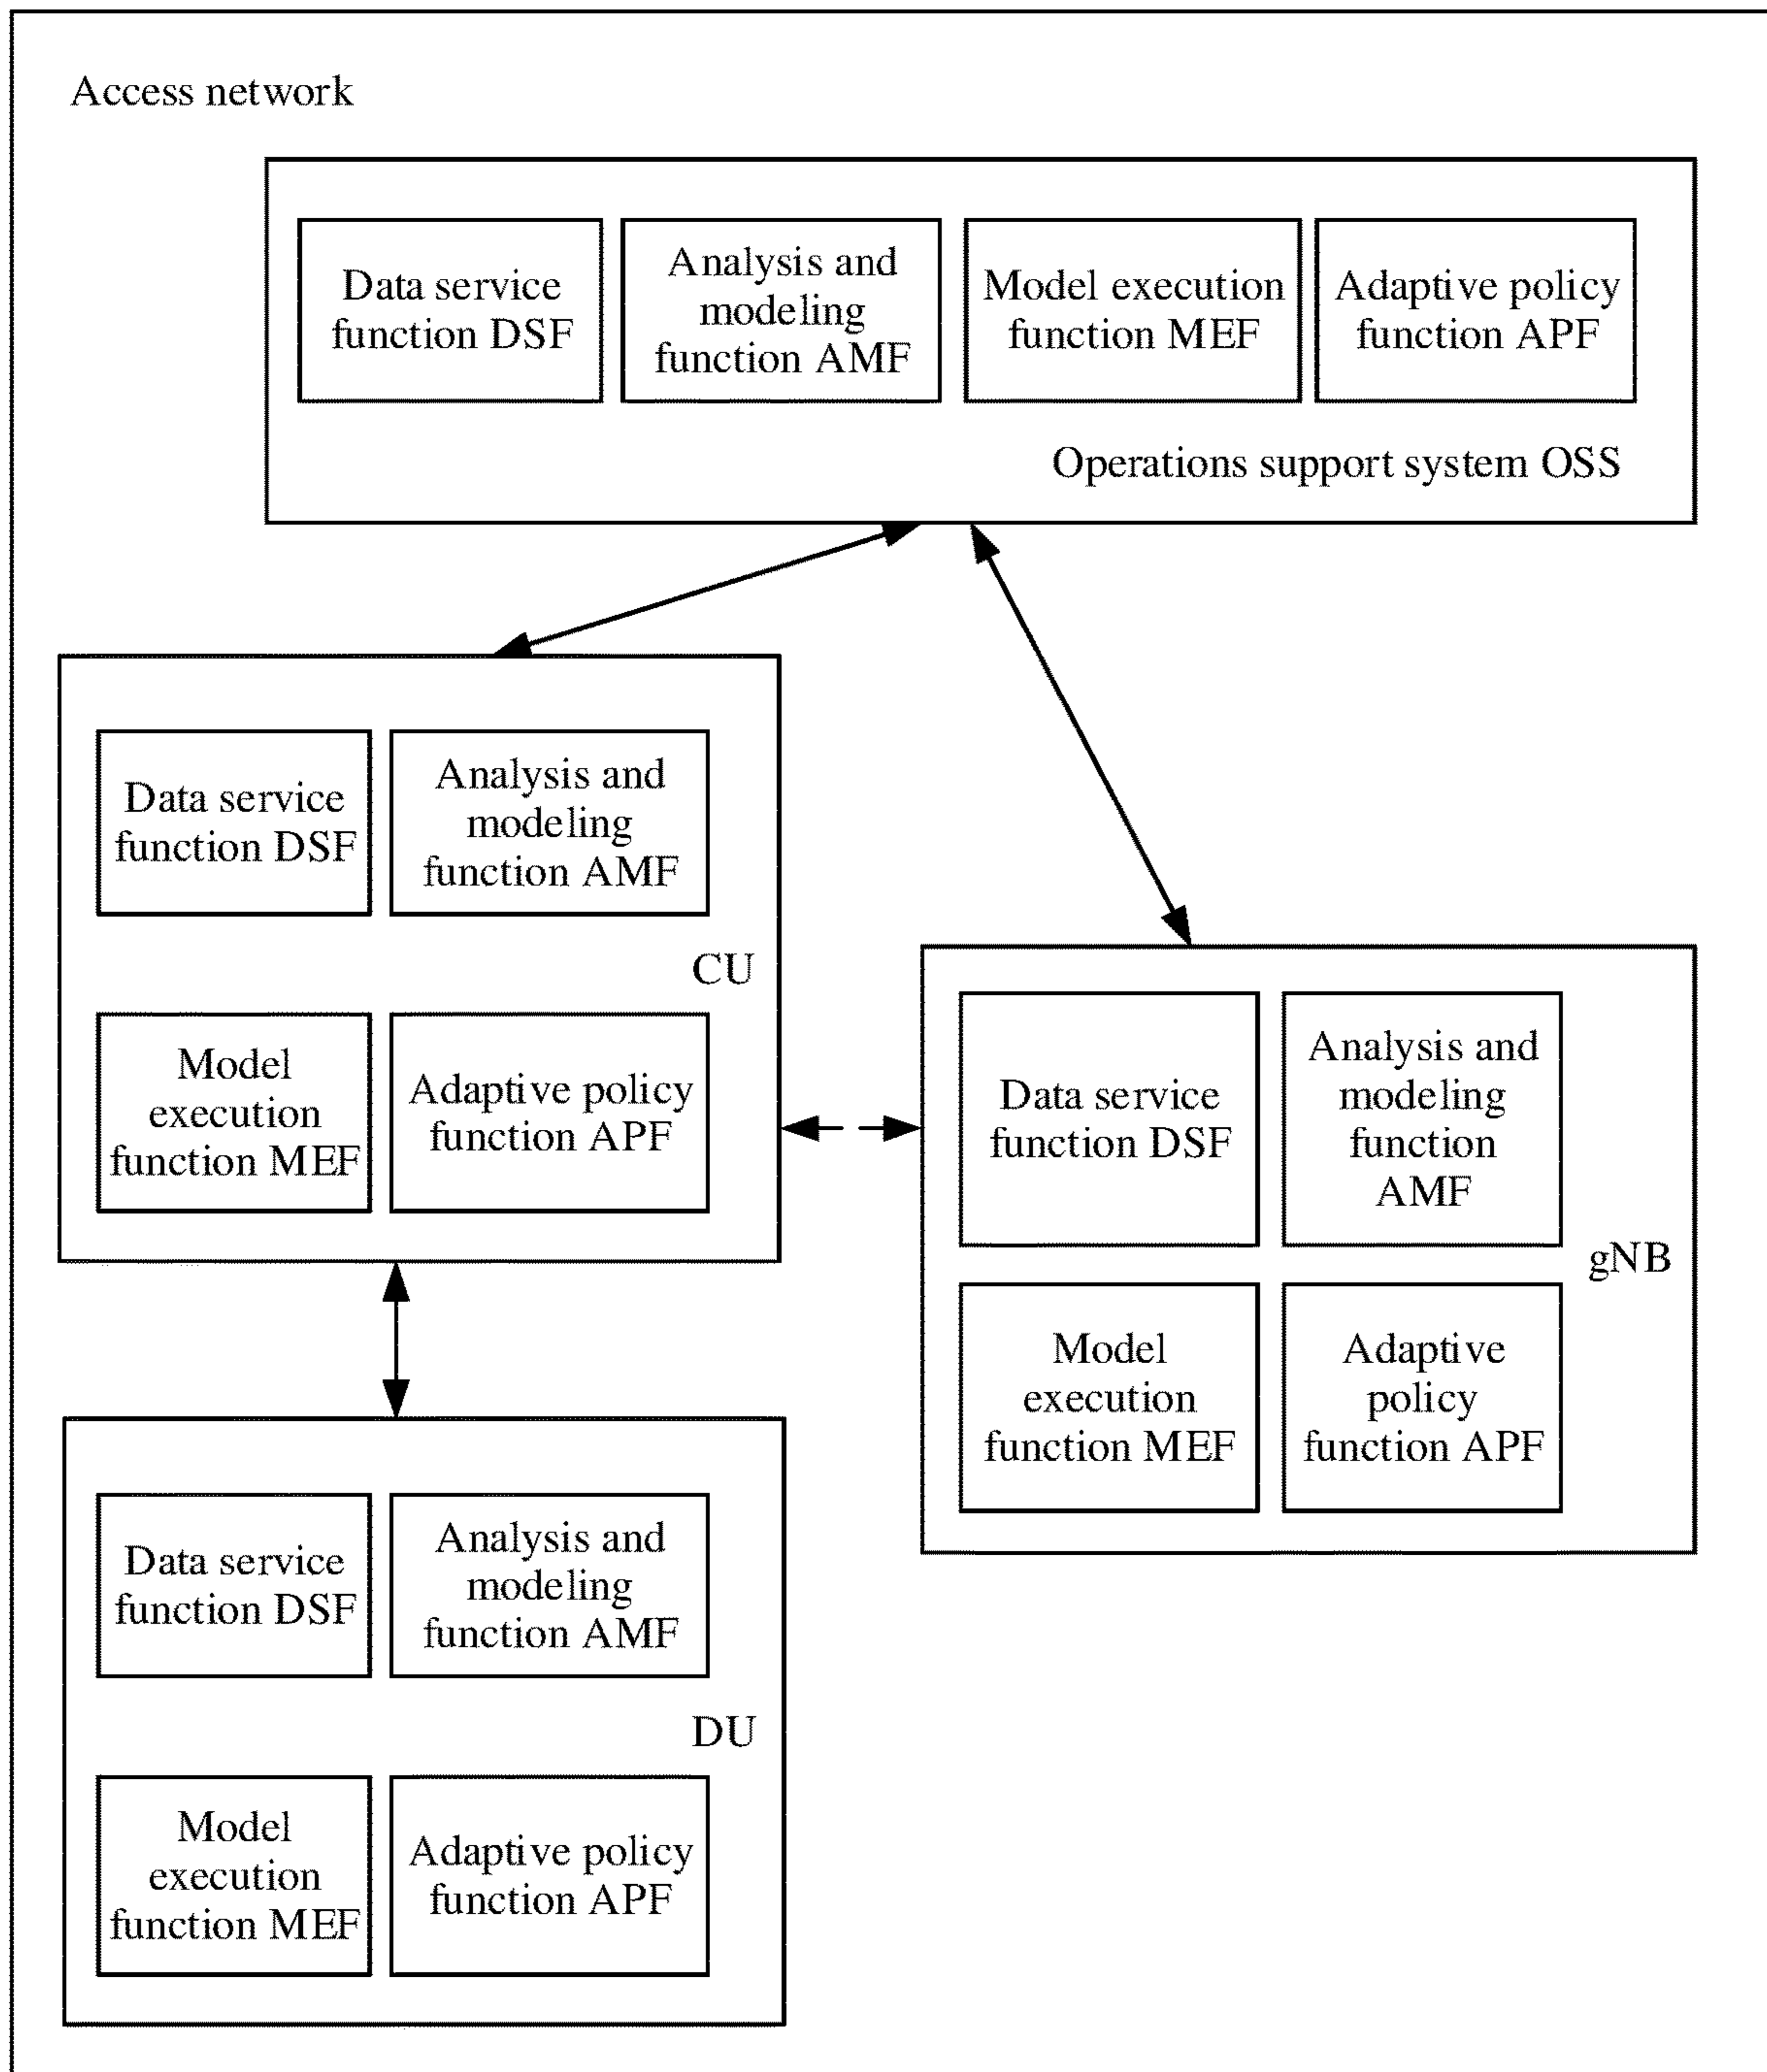 Access network
Data service
function DSF
Analysis and
modeling
function AMF
Model execution
function MEF
Adaptive policy
function APF
Operations support system OSS
Data service
function DSF
Analysis and
modeling
function AMF
CU
Model
execution
function MEF
Adaptive policy
function APF
Data service
function DSF
Analysis and
modeling
function
AMF
gNB
Model
execution
function MEF
Adaptive
policy
function APF
Data service
function DSF
Analysis and
modeling
function AMF
DU
Model
execution
function MEF
Adaptive policy
function APF